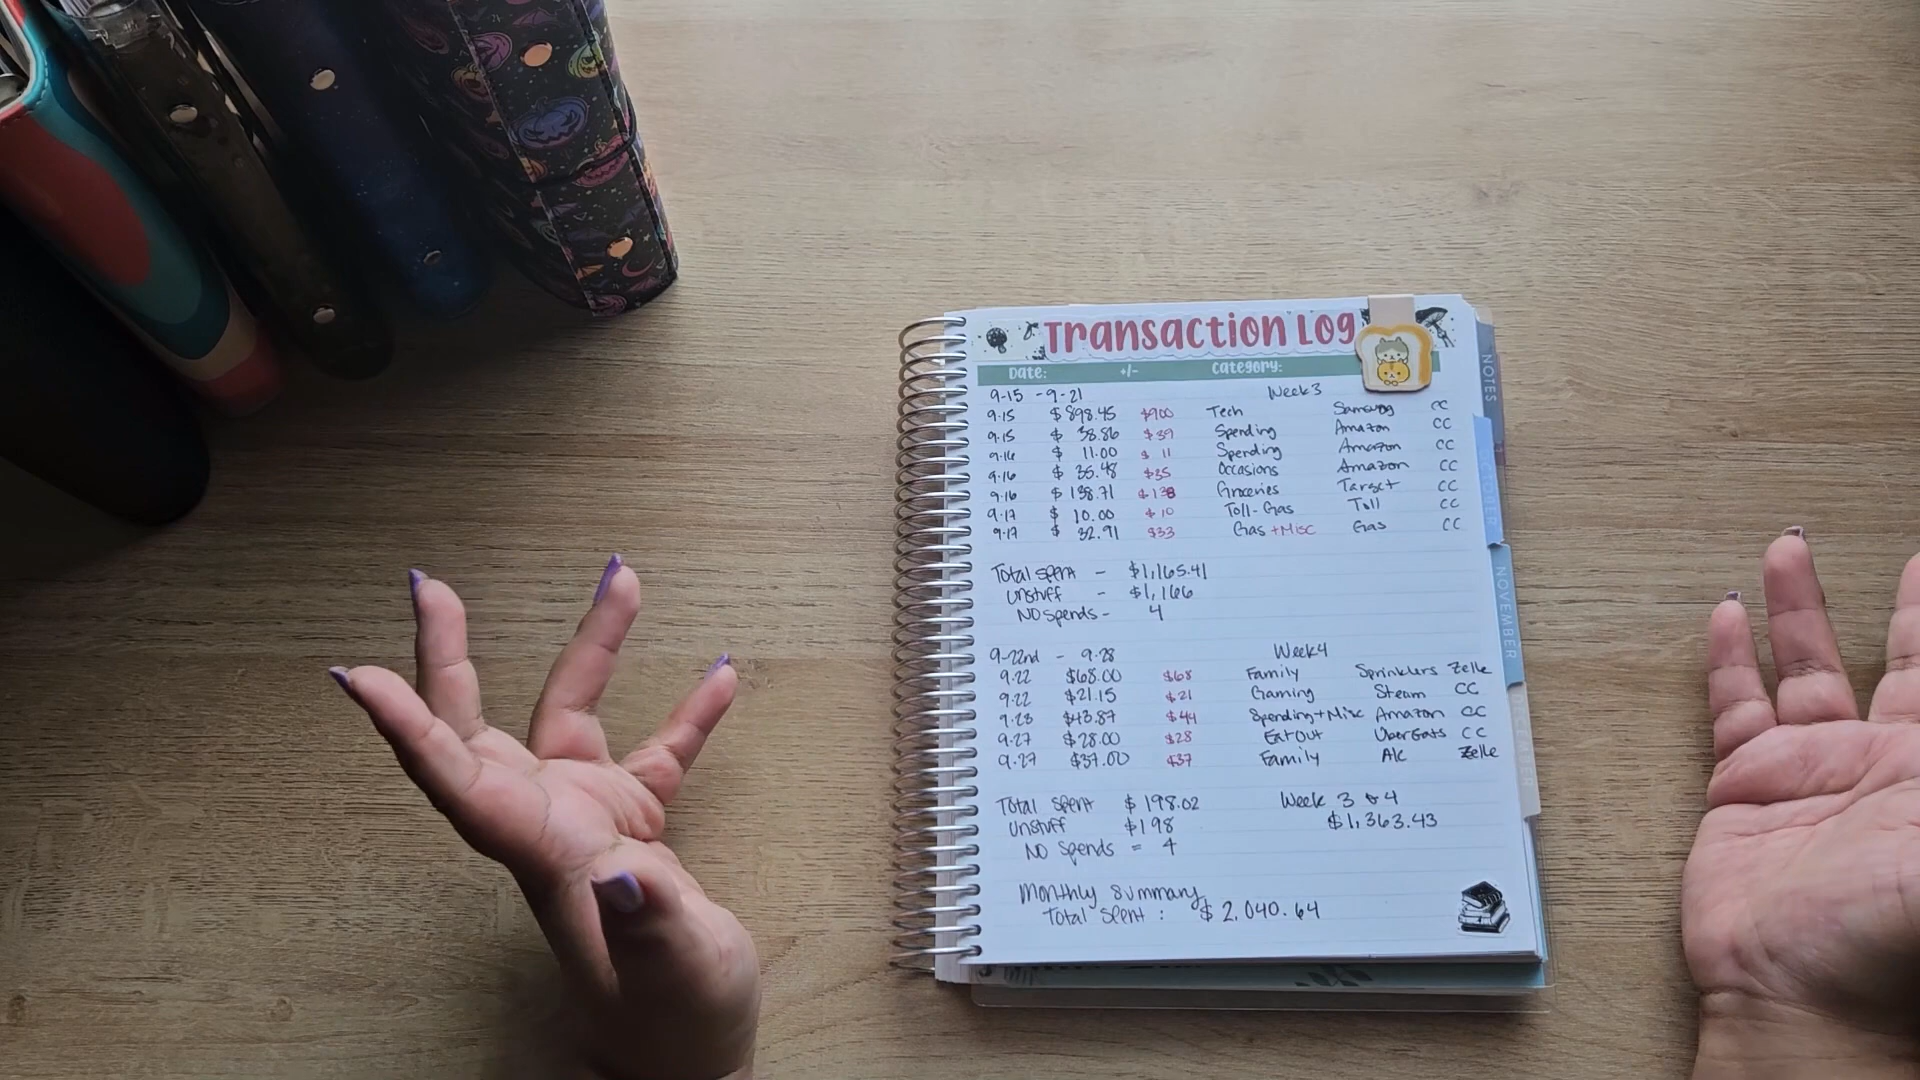 Transaction Log
Date: +/- Category:
9-15 - 9-21 Week 3
9.15 $898.45 $900 Tech Samsung CC
9.15 $ 38.86 $39 Spending Amazon CC
9.16 $ 11.00 $ 11 Spending Amazon CC
9.16 $ 35.48 $35 Occasions Amazon CC
9.16 $ 138.71 $138 Groceries Target CC
9.17 $ 10.00 $10 Toll-Gas Toll CC
9.17 $ 32.91 $33 Gas +Misc Gas CC
Total spent - $1,165.41
Unstuff - $1,166
NO Spends - 4
9-22nd - 9.28 Week 4
9.22 $68.00 $68 Family Sprinklers Zelle
9.22 $21.15 $21 Gaming Steam CC
9.23 $43.87 $44 Spending+Misc Amazon CC
9.27 $28.00 $28 Eat Out UberEats CC
9.27 $37.00 $37 Family A/c Zelle
Total Spent $198.02 Week 3 & 4
Unstuff $198 $1,363.43
NO Spends = 4
Monthly Summary
Total Spent : $2,040.64
NOTES
OCTOBER
NOVEMBER